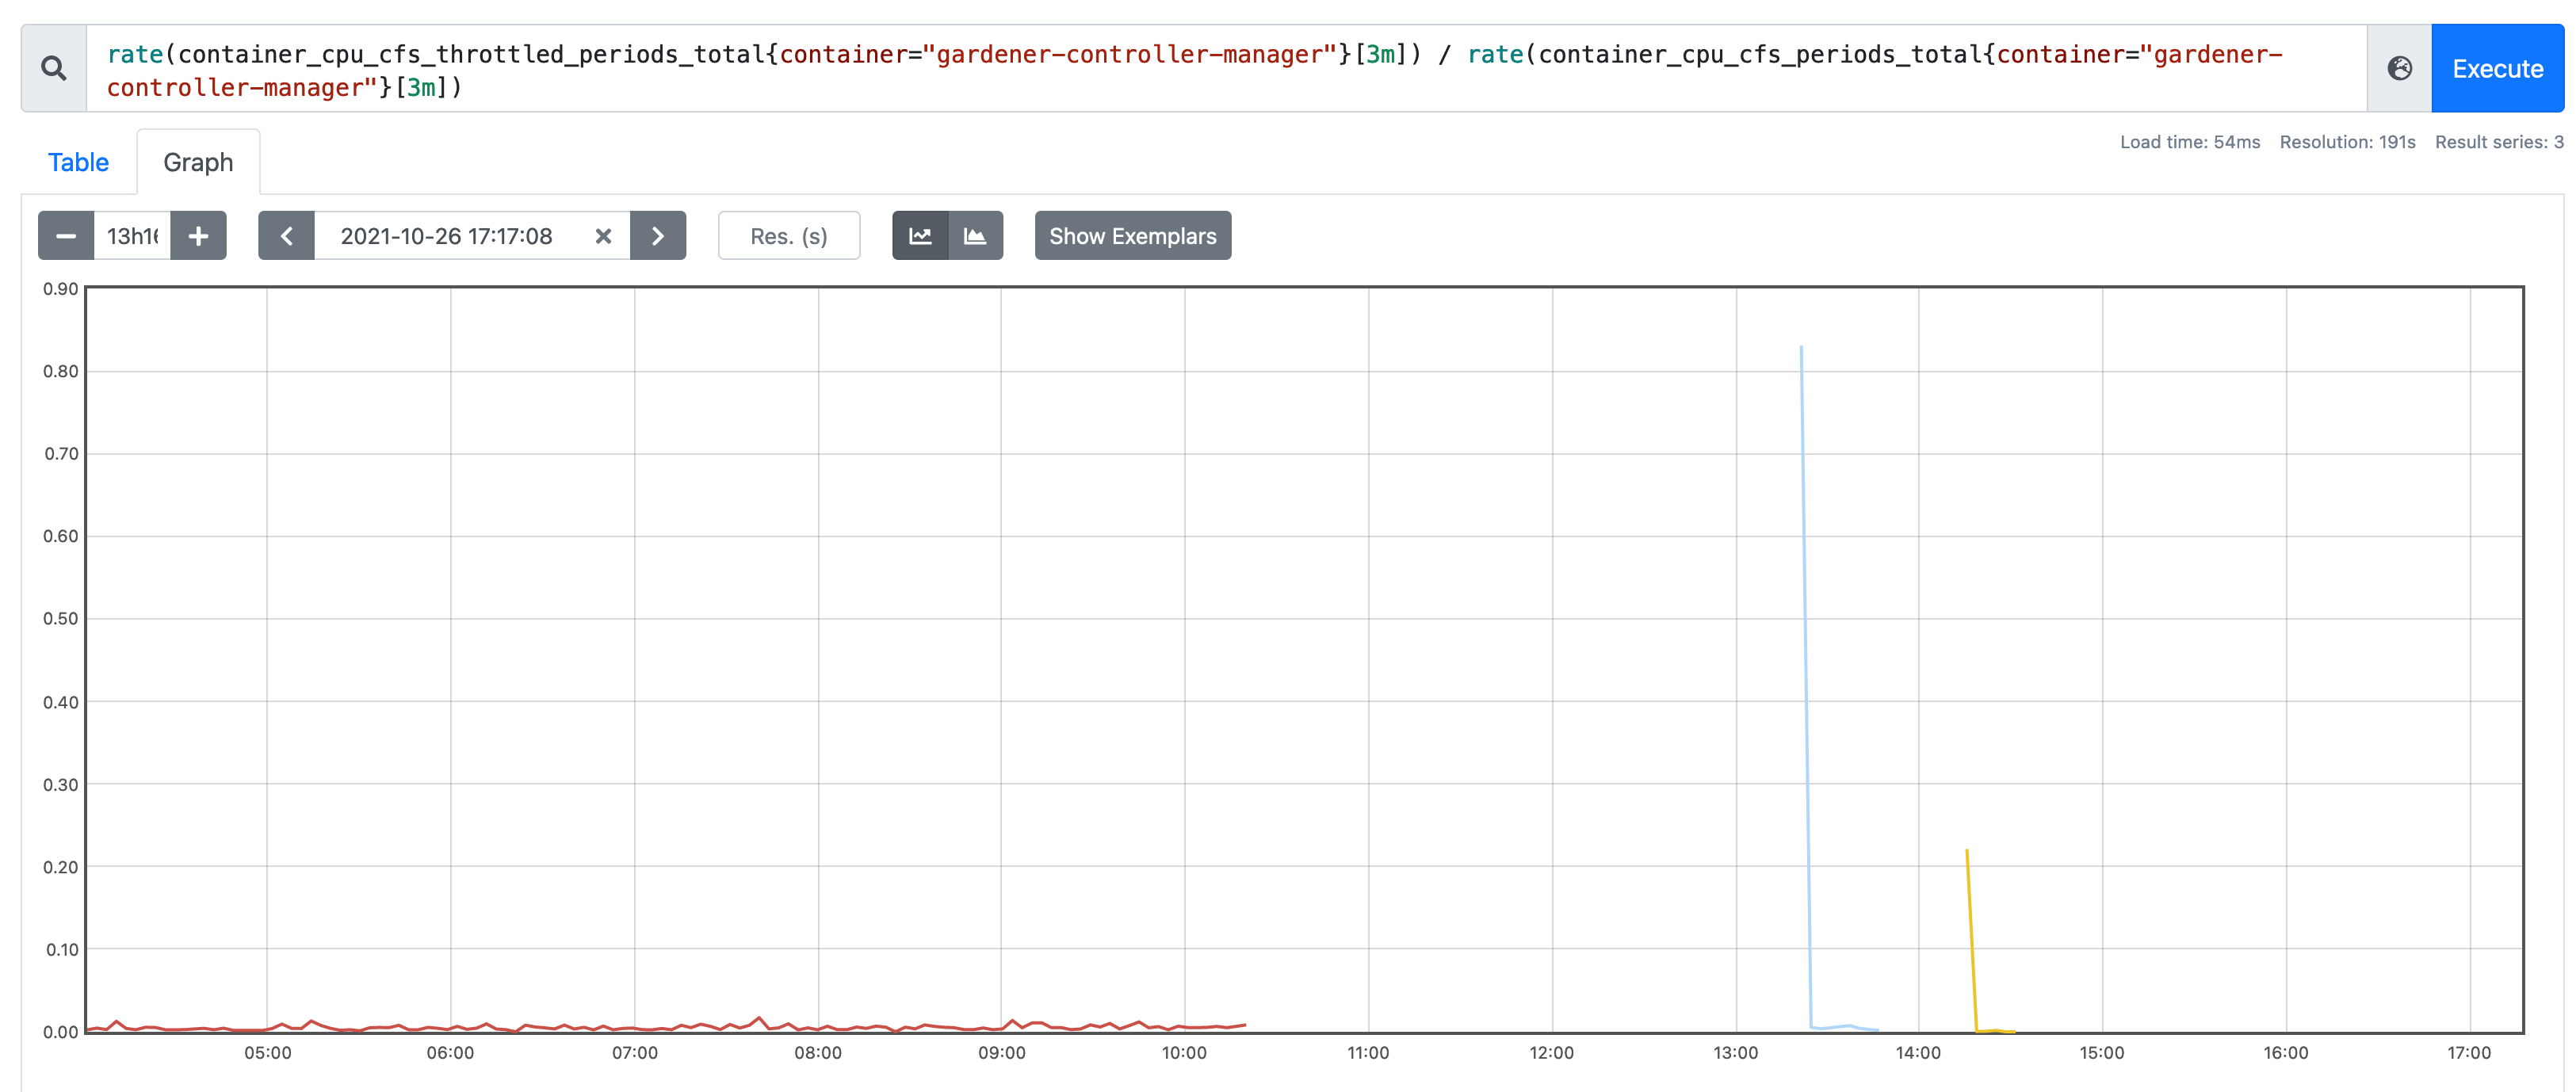 rate(container_cpu_cfs_throttled_periods_total{container="gardener-controller-manager"}[3m]) / rate(container_cpu_cfs_periods_total{container="gardener-
controller-manager"}[3m])
Execute
Load time: 54ms Resolution: 191s Result series: 3
Table Graph
13h16 2021-10-26 17:17:08 Res. (s) Show Exemplars
0.90
0.80
0.70
0.60
0.50
0.40
0.30
0.20
0.10
0.00
05:00 06:00 07:00 08:00 09:00 10:00 11:00 12:00 13:00 14:00 15:00 16:00 17:00